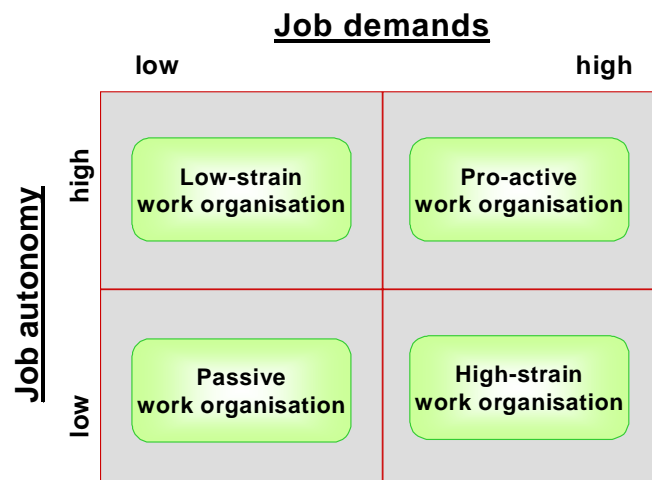 Job demands
low high
high
Low-strain
work organisation
Pro-active
work organisation
Job autonomy
low
Passive
work organisation
High-strain
work organisation